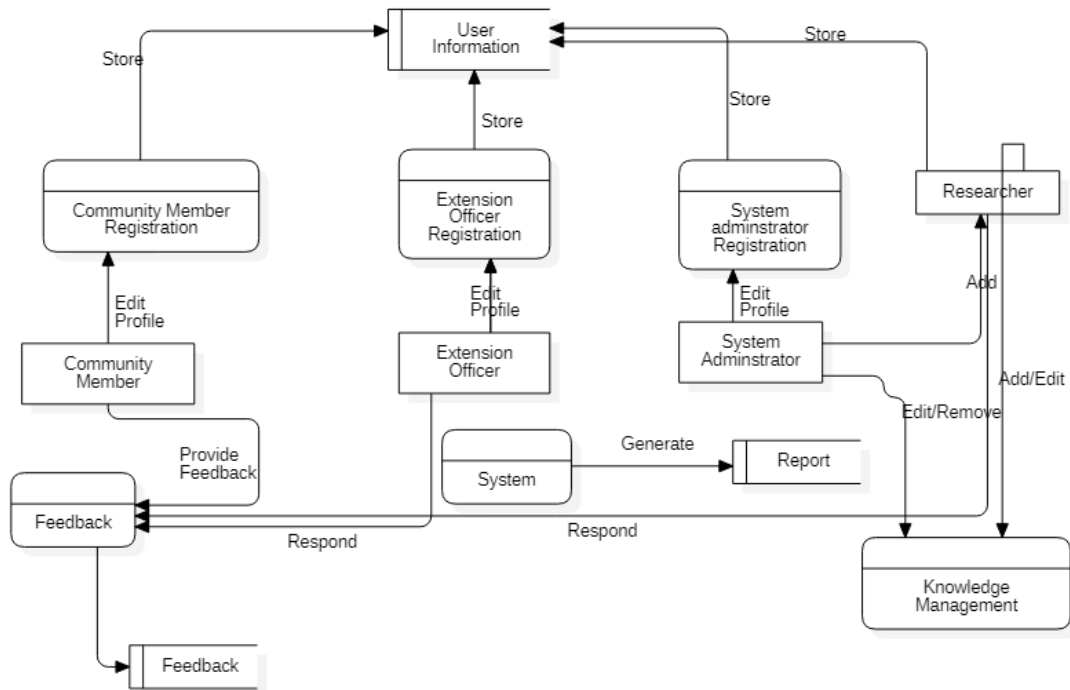 User
Information
Store
Store
Store
Store
Community Member
Registration
Extension
Officer
Registration
System
adminstrator
Registration
Researcher
Edit
Profile
Edit
Profile
Edit
Profile
Add
Community
Member
Extension
Officer
System
Adminstrator
Add/Edit
Edit/Remove
Provide
Feedback
Generate
System
Report
Feedback
Respond
Respond
Knowledge
Management
Feedback